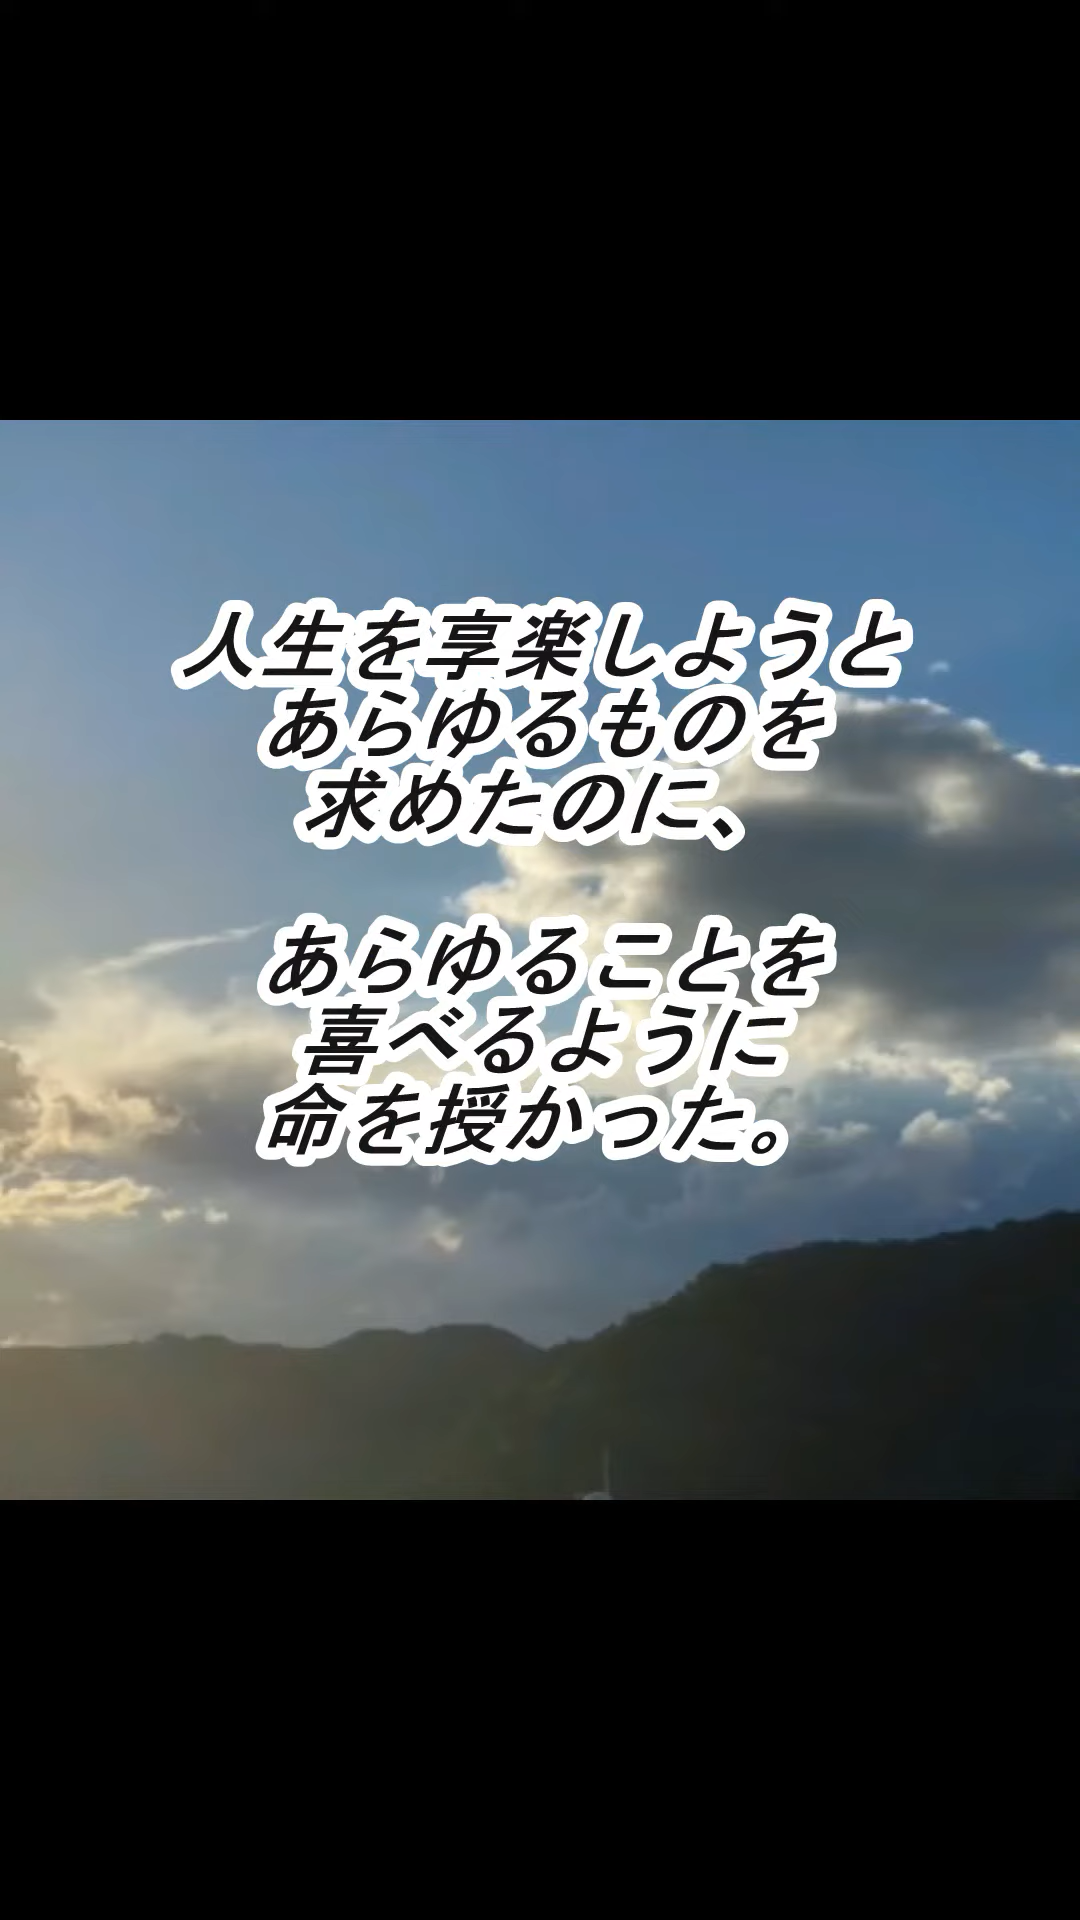 人生を享楽しようと
あらゆるものを
求めたのに、
あらゆることを
喜べるように
命を授かった。